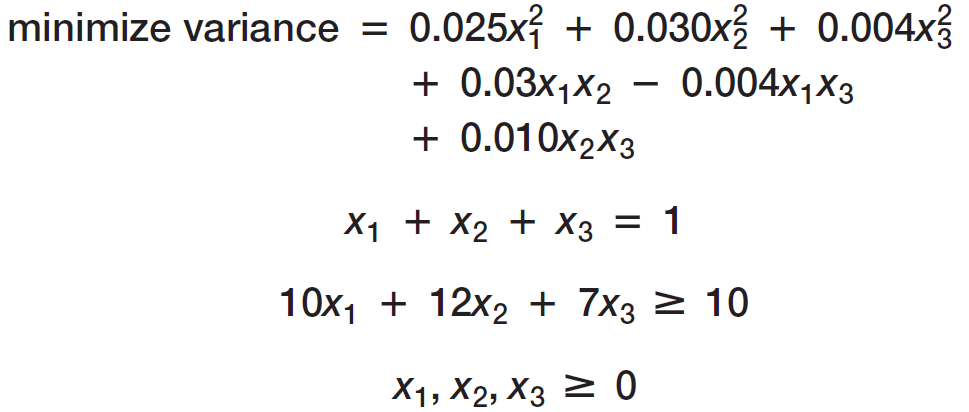 minimize variance = 0.025x₁² + 0.030x₂² + 0.004x₃²
+ 0.03x₁x₂ − 0.004x₁x₃
+ 0.010x₂x₃
x₁ + x₂ + x₃ = 1
10x₁ + 12x₂ + 7x₃ ≥ 10
x₁, x₂, x₃ ≥ 0